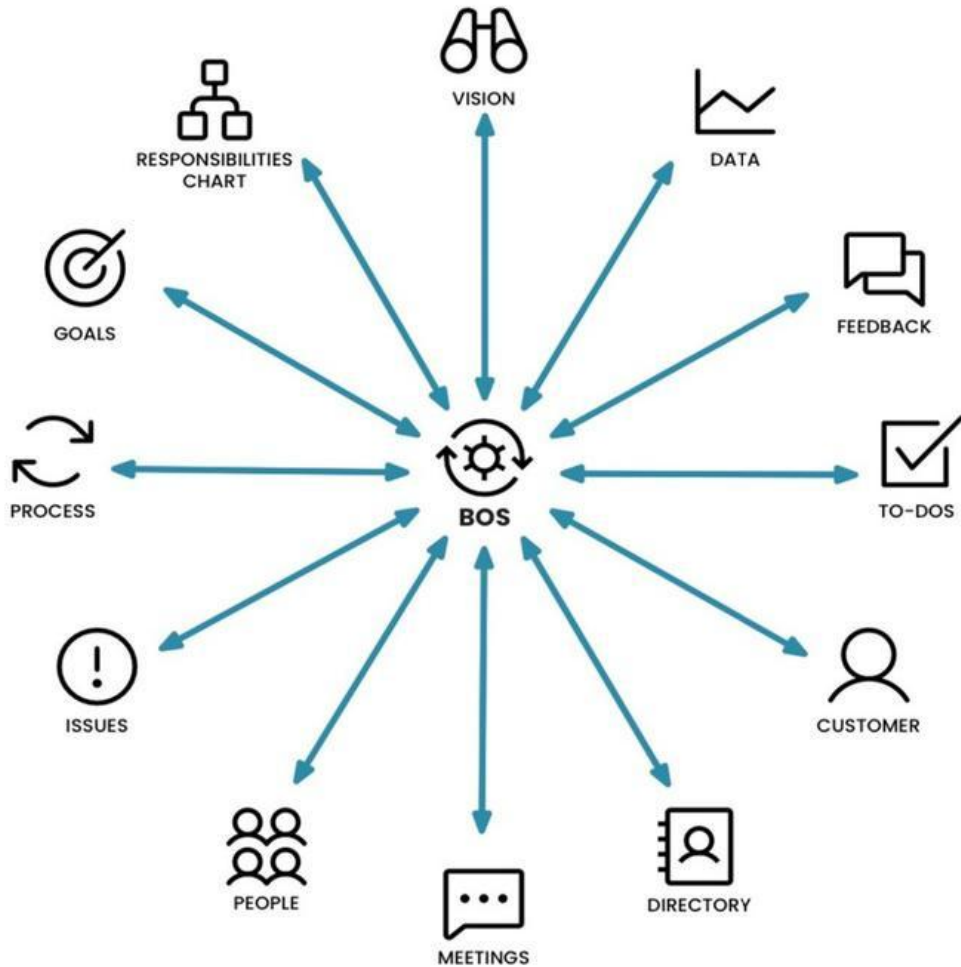 VISION
RESPONSIBILITIES
CHART
DATA
GOALS
FEEDBACK
PROCESS
BOS
TO-DOS
ISSUES
CUSTOMER
PEOPLE
DIRECTORY
MEETINGS